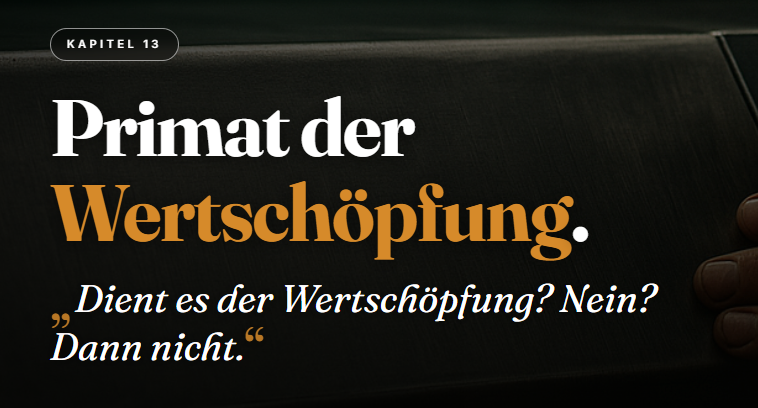 KAPITEL 13
Primat der
Wertschöpfung.
„Dient es der Wertschöpfung? Nein?
Dann nicht.“